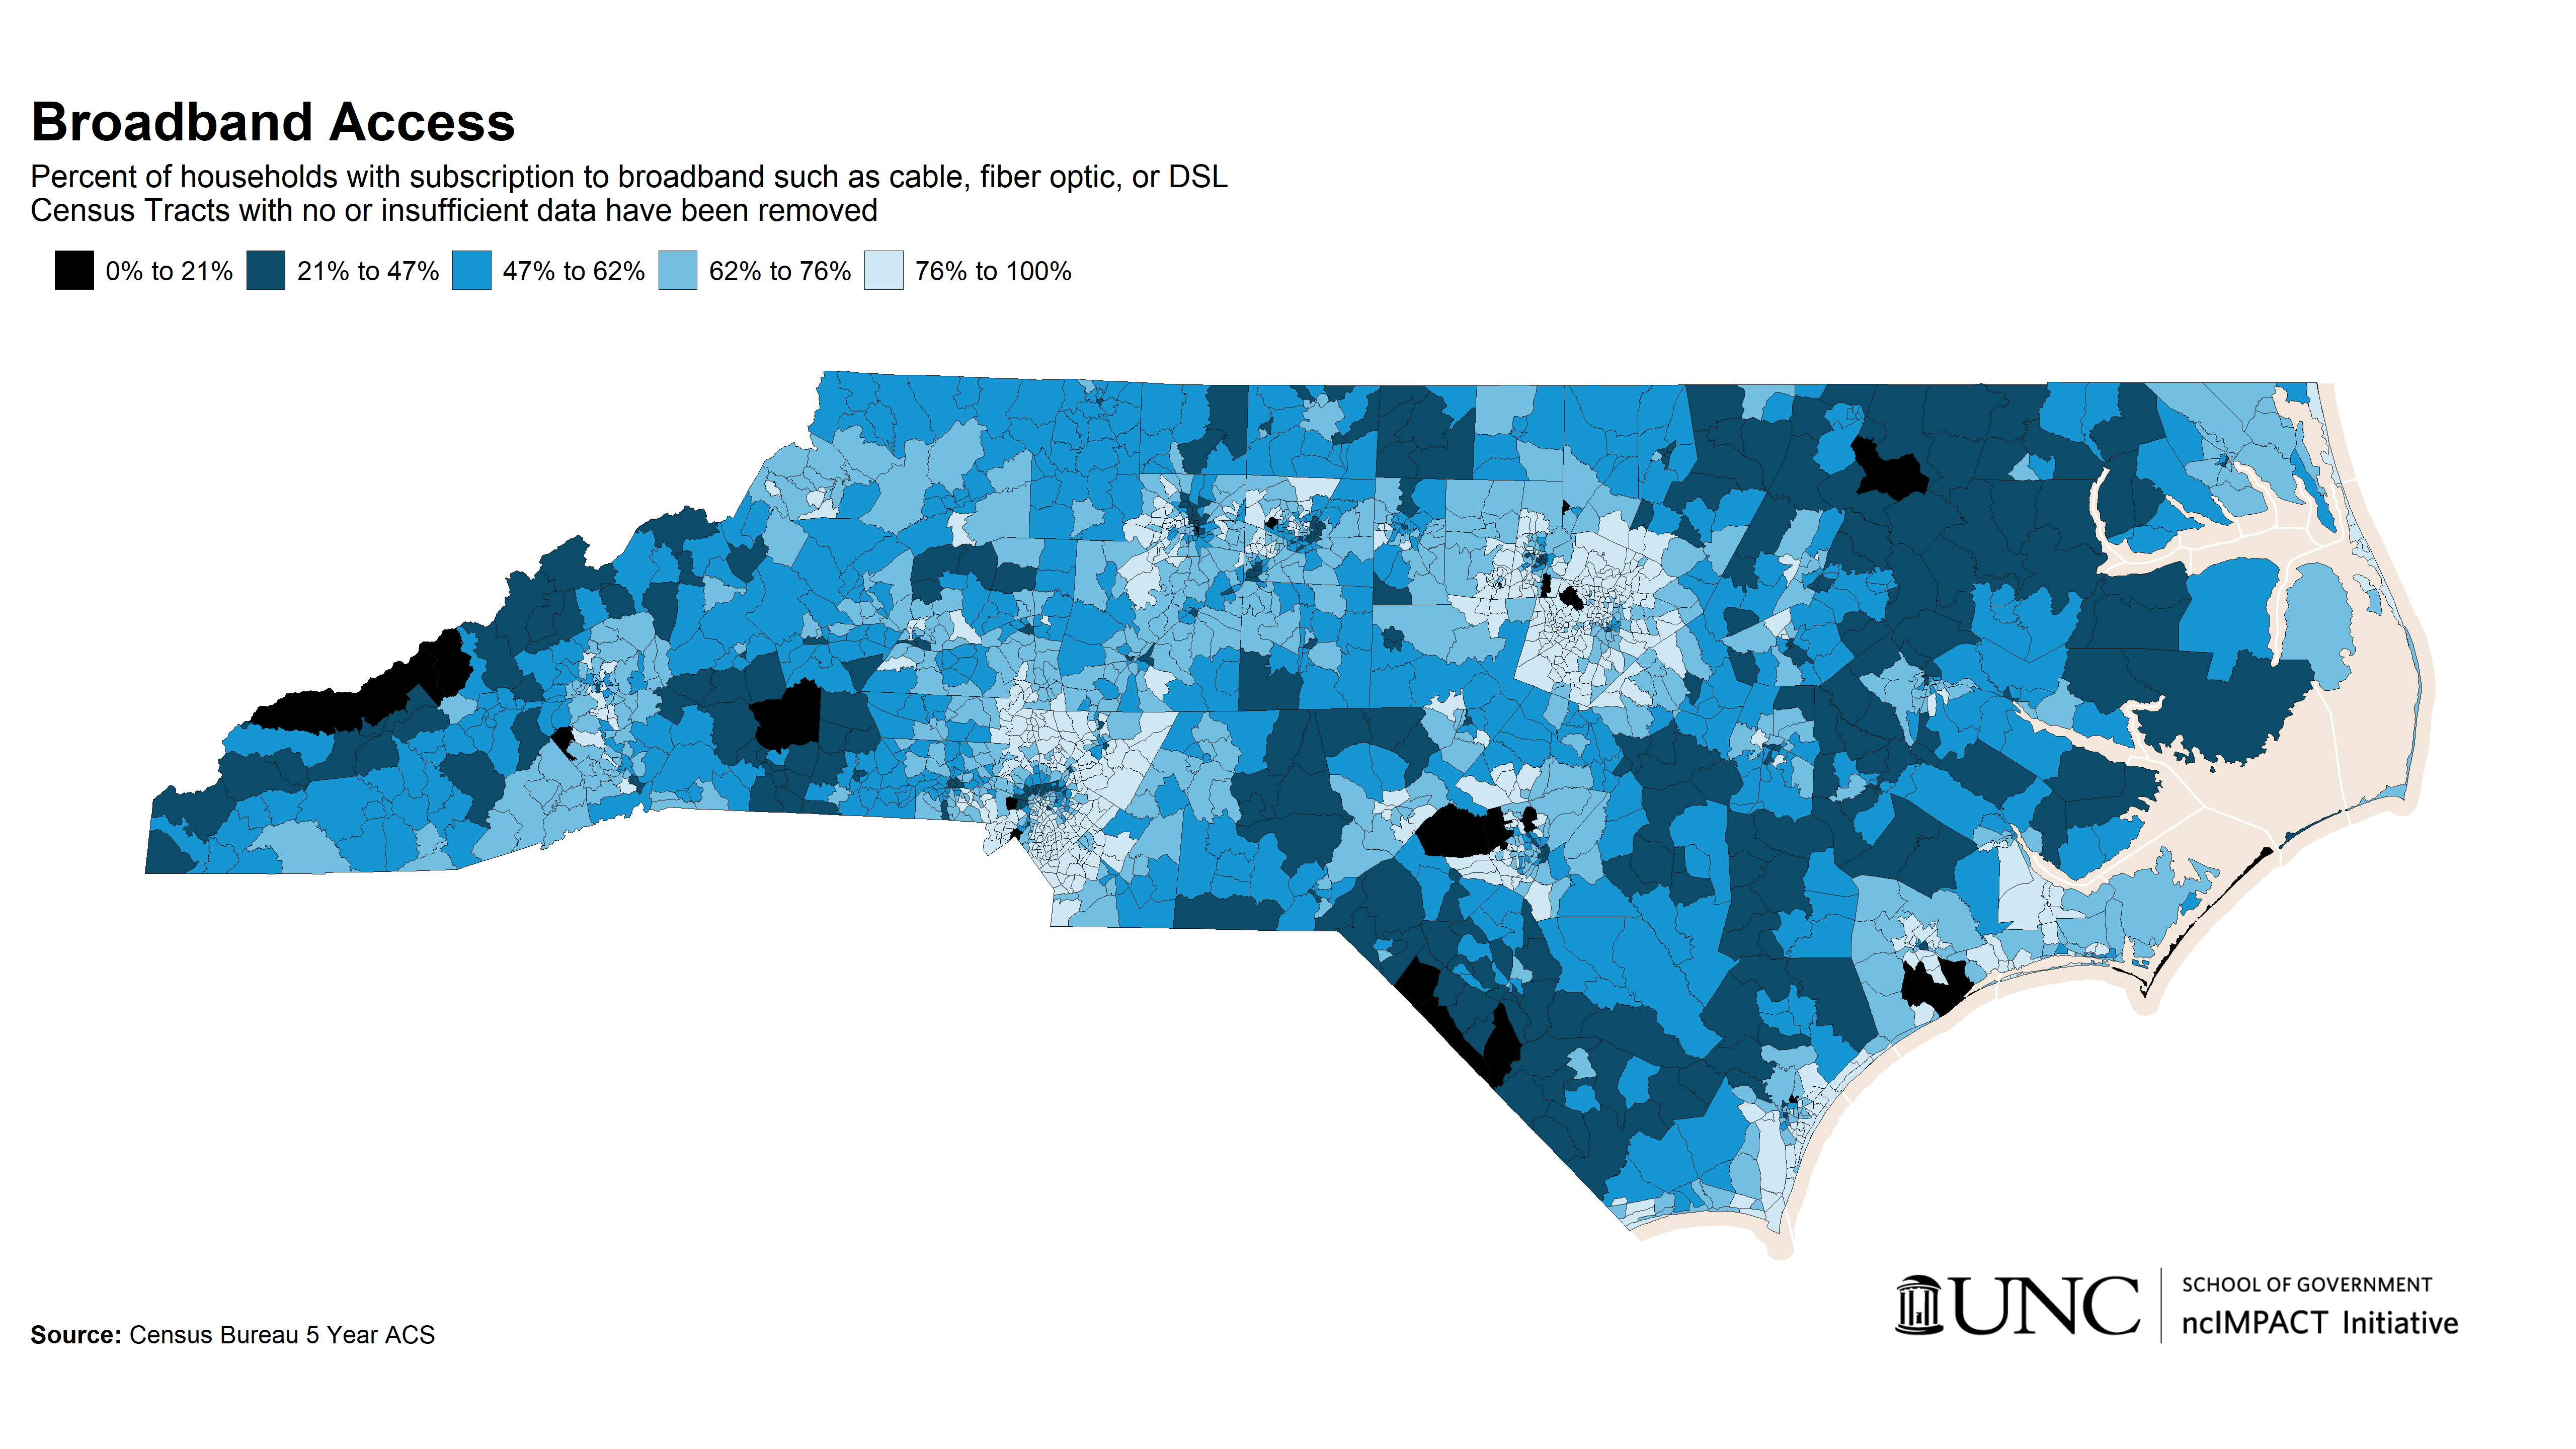 Broadband Access
Percent of households with subscription to broadband such as cable, fiber optic, or DSL
Census Tracts with no or insufficient data have been removed
0% to 21% 21% to 47% 47% to 62% 62% to 76% 76% to 100%
Source: Census Bureau 5 Year ACS
UNC
SCHOOL OF GOVERNMENT
ncIMPACT Initiative